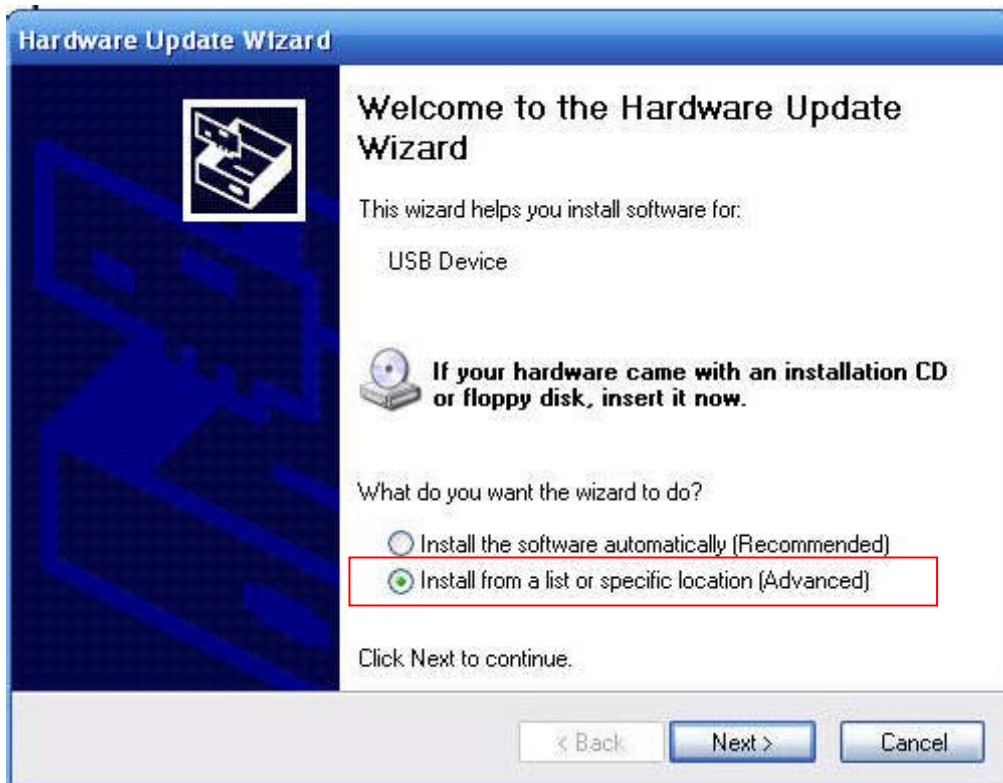 Hardware Update Wizard
Welcome to the Hardware Update
Wizard
This wizard helps you install software for:
USB Device
If your hardware came with an installation CD
or floppy disk, insert it now.
What do you want the wizard to do?
Install the software automatically (Recommended)
Install from a list or specific location (Advanced)
Click Next to continue.
< Back
Next >
Cancel